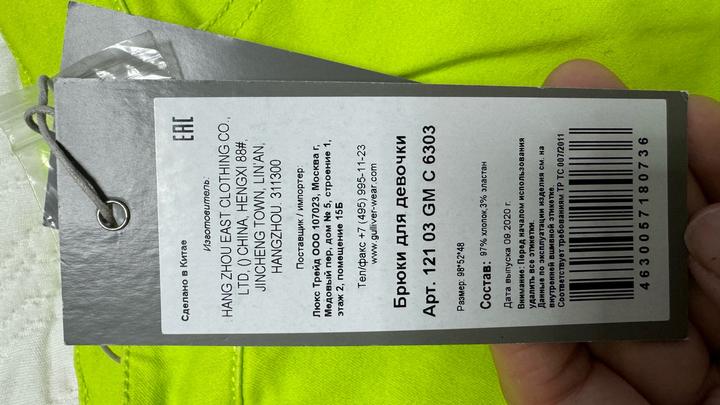 EAC
Сделано в Китае
Изготовитель:
HANG ZHOU EAST CLOTHING CO.,
LTD, () CHINA, HENGXI 88#,
JINCHENG TOWN, LIN'AN,
HANGZHOU. 311300
Поставщик / импортер:
Люкс Трейд ООО 107023, Москва г,
Медовый пер, дом № 5, строение 1,
этаж 2, помещение 15Б
Тел/факс +7 (495) 995-11-23
www.gulliver-wear.com
Брюки для девочки
Арт. 121 03 GM C 6303
Размер: 98*52*48
Состав: 97% хлопок,3% эластан
Дата выпуска 09.2020 г.
Внимание: Перед началом использования
удалить все этикетки.
Данные по эксплуатации изделия см. на
внутренней вшивной этикетке.
Соответствует требованиям ТР ТС 007/2011
4630057180736